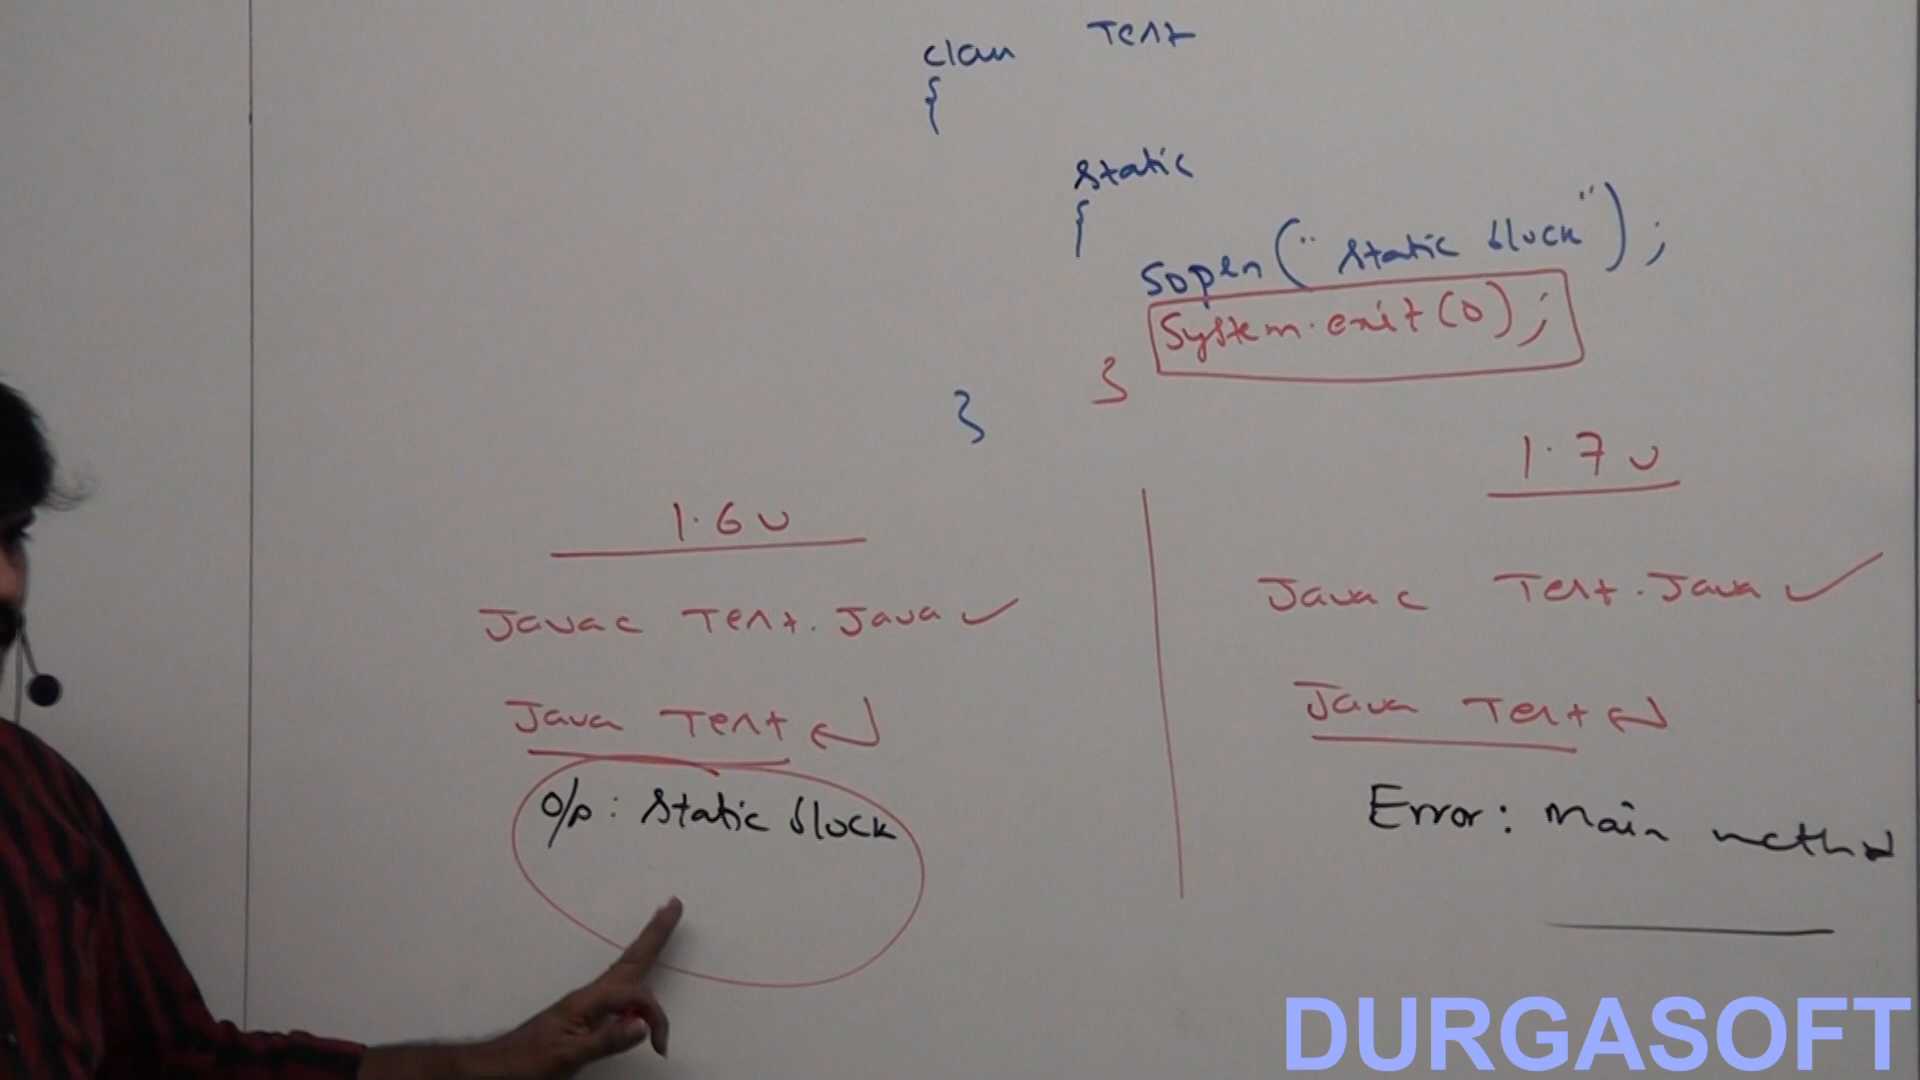 class Test
{
static
{
Sopln("static block");
System.exit(0);
}
}
1.6v
Javac Test.Java ✓
Java Test ↵
O/P: static block
1.7v
Javac Test.Java ✓
Java Test ↵
Error: main method
DURGASOFT